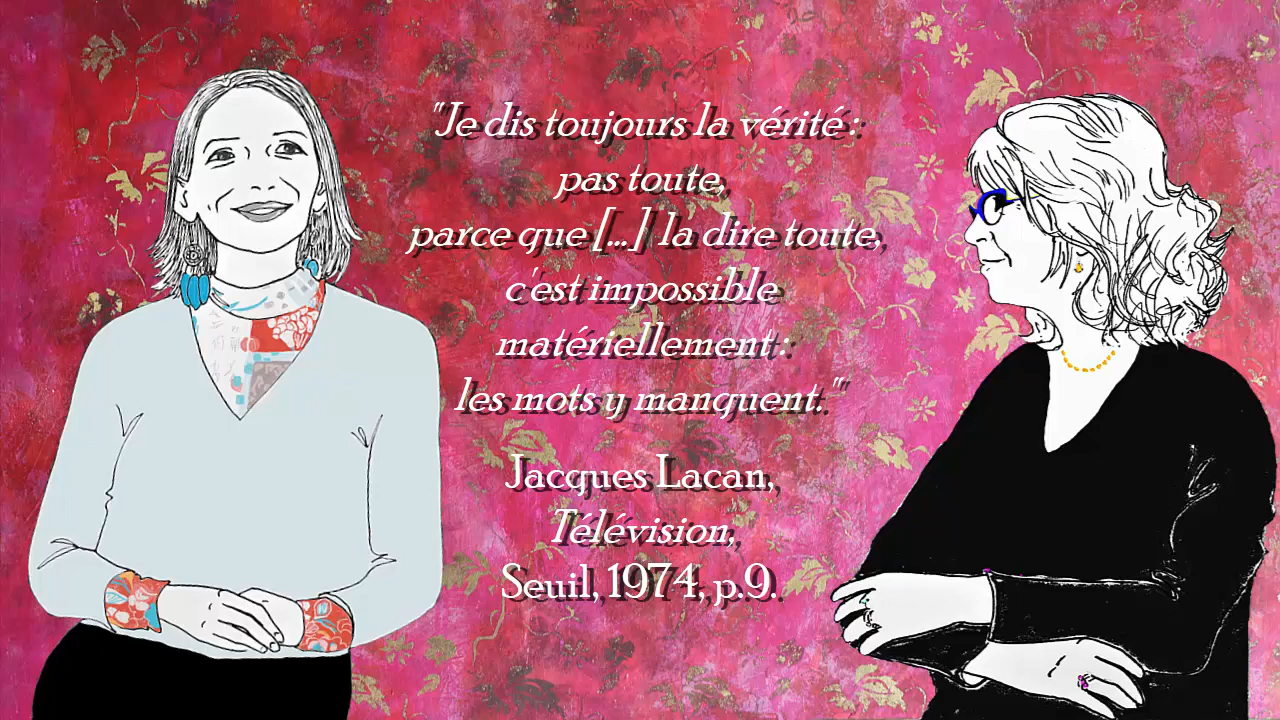 "Je dis toujours la vérité :
pas toute,
parce que [...] la dire toute,
c'est impossible
matériellement :
les mots y manquent."
Jacques Lacan,
Télévision,
Seuil, 1974, p.9.